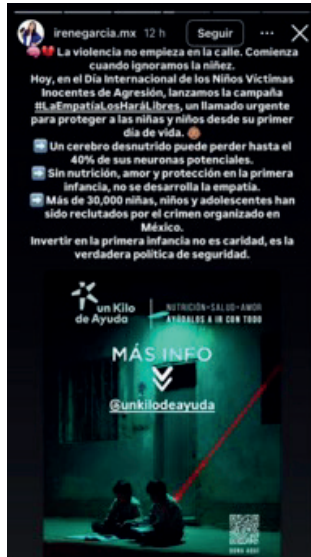 irenegarcia.mx 12 h Seguir ... X
🧠💔 La violencia no empieza en la calle. Comienza
cuando ignoramos la niñez.
Hoy, en el Día Internacional de los Niños Víctimas
Inocentes de Agresión, lanzamos la campaña
#LaEmpatíaLosHaráLibres, un llamado urgente
para proteger a las niñas y niños desde su primer
día de vida. 👶🏽
➡️ Un cerebro desnutrido puede perder hasta el
40% de sus neuronas potenciales.
➡️ Sin nutrición, amor y protección en la primera
infancia, no se desarrolla la empatía.
➡️ Más de 30,000 niñas, niños y adolescentes han
sido reclutados por el crimen organizado en
México.
Invertir en la primera infancia no es caridad, es la
verdadera política de seguridad.
un Kilo
de Ayuda
NUTRICIÓN-SALUD-AMOR
AYÚDALOS A IR CON TODO
MÁS INFO
@unkilodeayuda
DONA AQUÍ